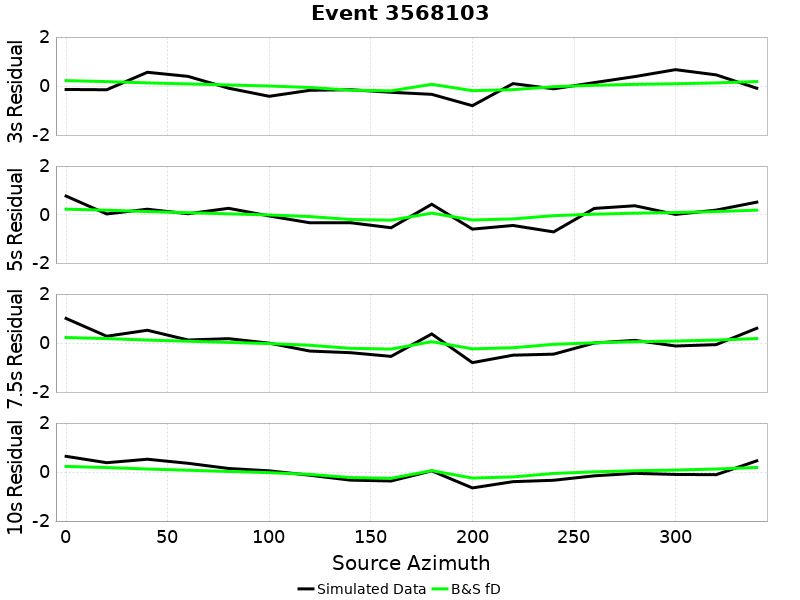 Event 3568103
3s Residual
2
0
-2
5s Residual
2
0
-2
7.5s Residual
2
0
-2
10s Residual
2
0
-2
0 50 100 150 200 250 300
Source Azimuth
Simulated Data B&S fD